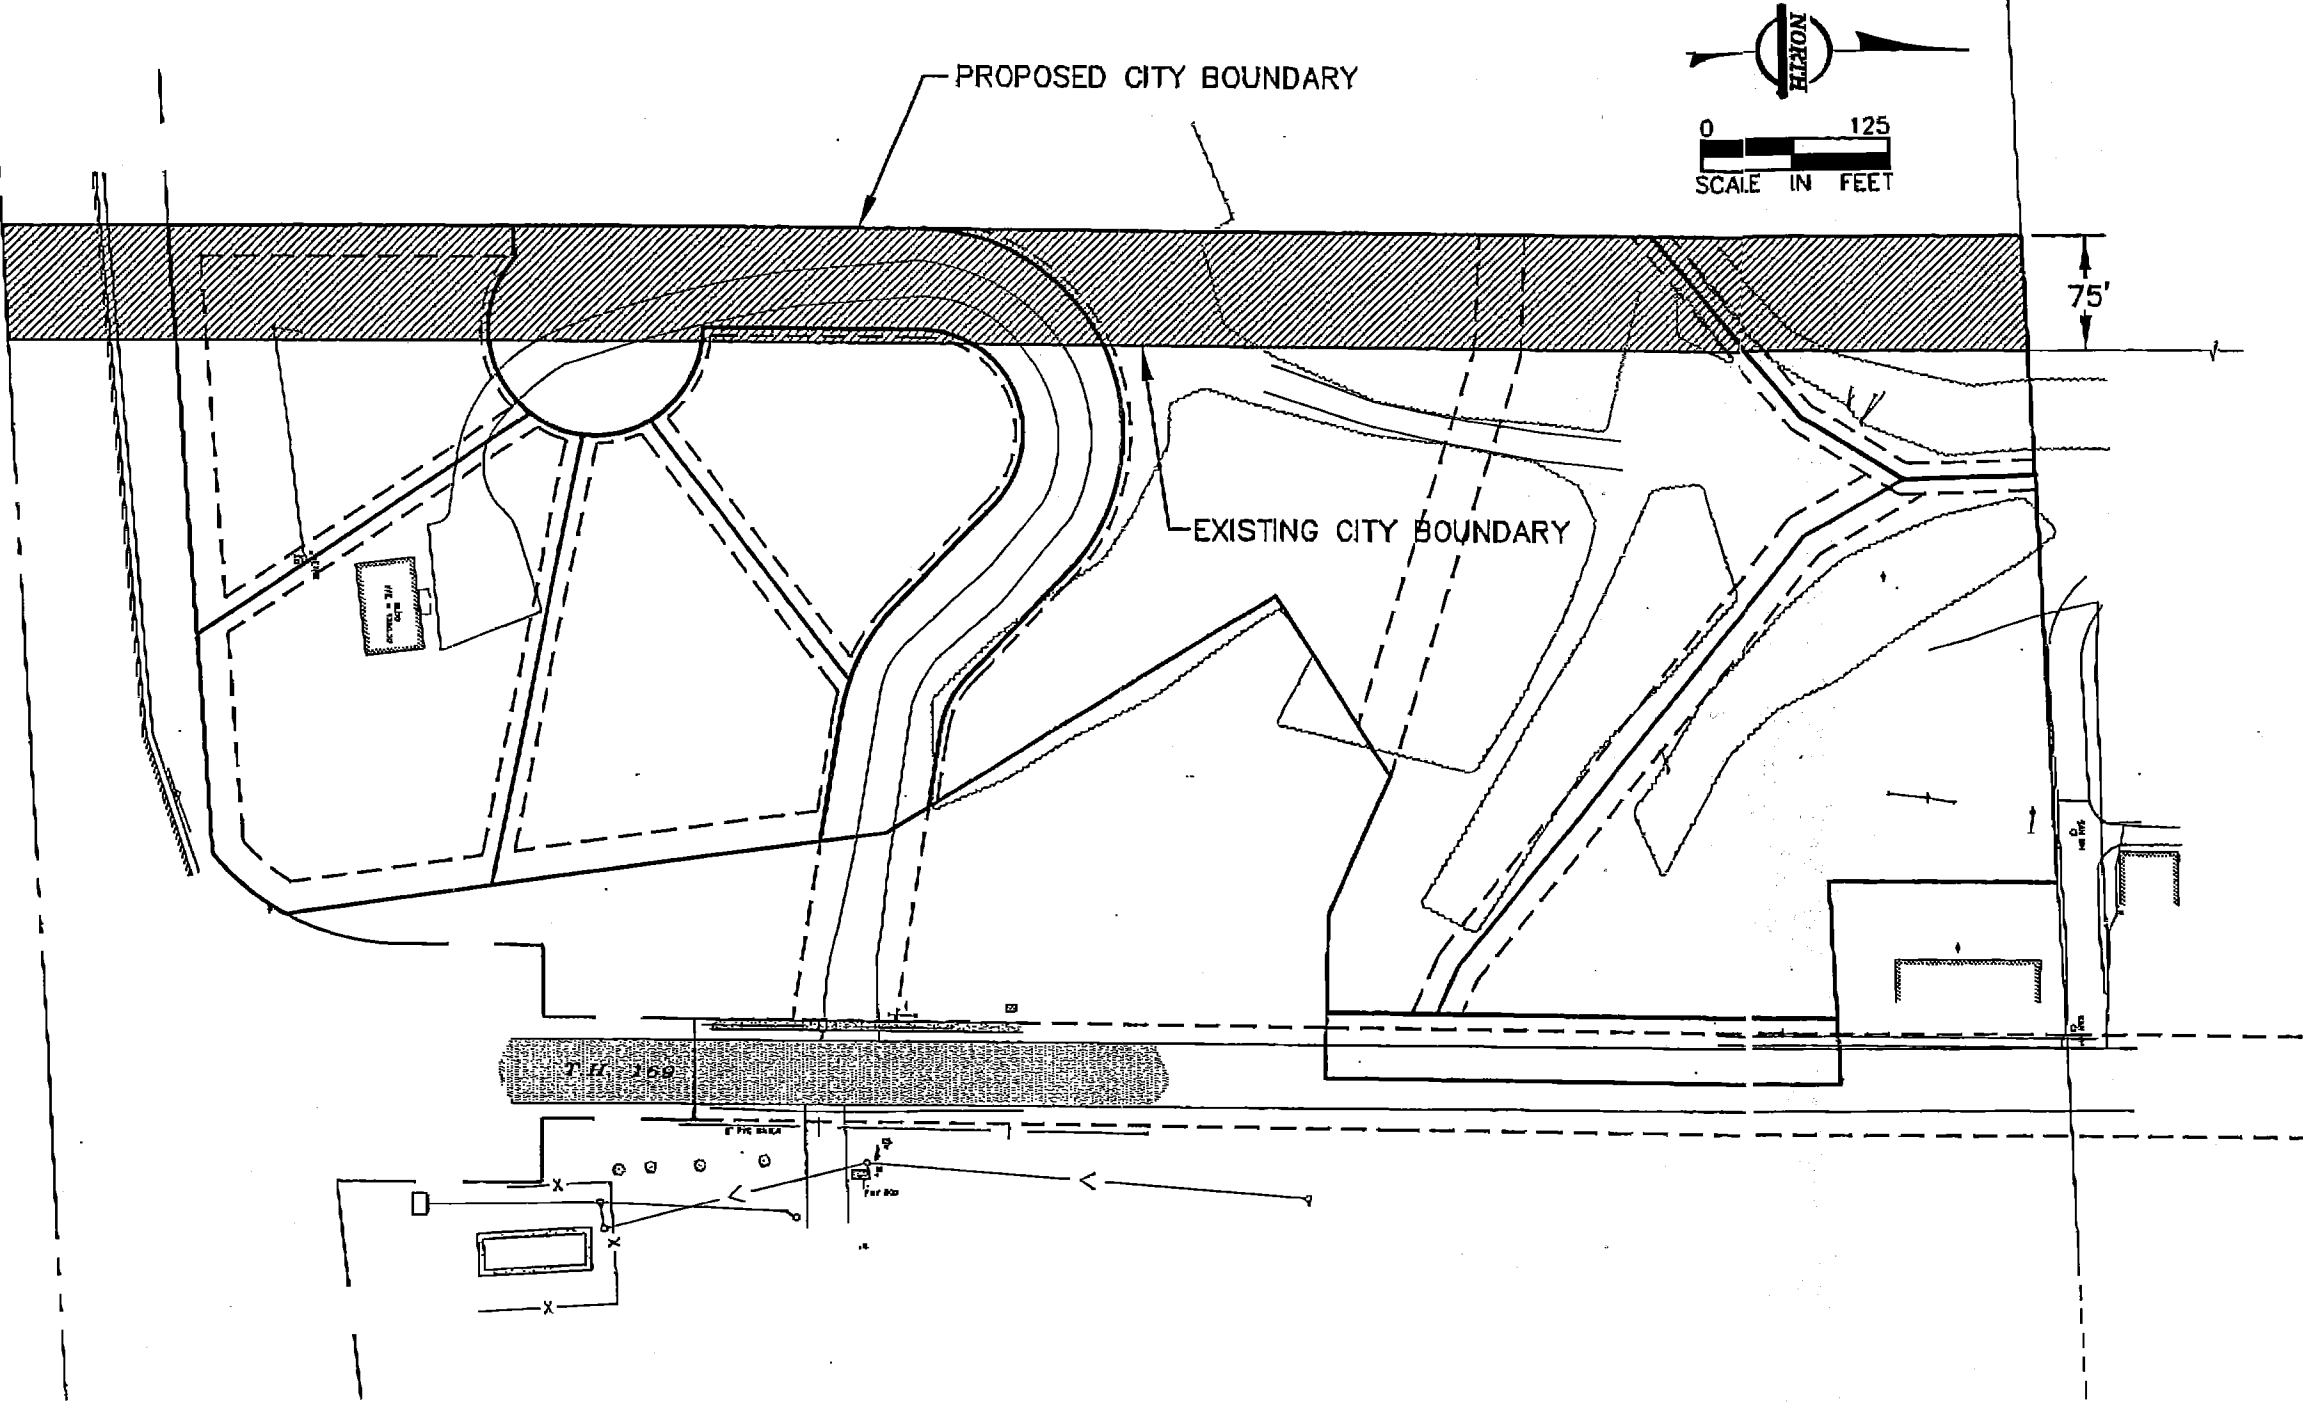 NORTH
PROPOSED CITY BOUNDARY
0 125
SCALE IN FEET
75'
EXISTING CITY BOUNDARY
T.H. 169